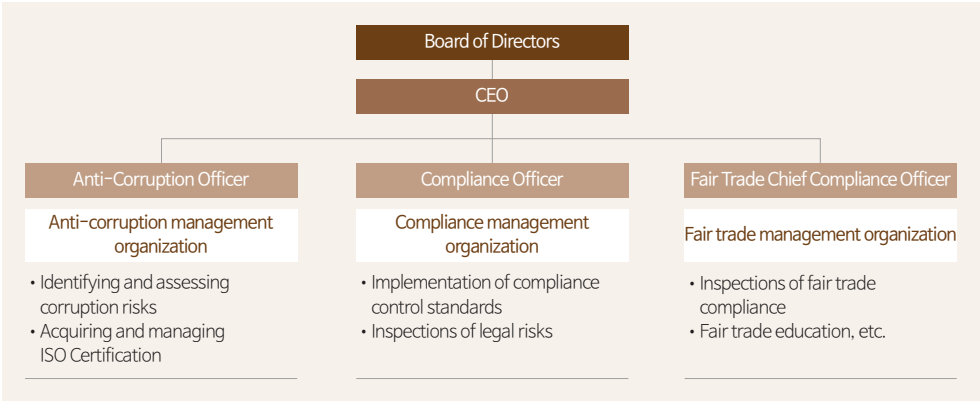 Board of Directors
CEO
Anti-Corruption Officer
Anti-corruption management
organization
• Identifying and assessing
corruption risks
• Acquiring and managing
ISO Certification
Compliance Officer
Compliance management
organization
• Implementation of compliance
control standards
• Inspections of legal risks
Fair Trade Chief Compliance Officer
Fair trade management organization
• Inspections of fair trade
compliance
• Fair trade education, etc.